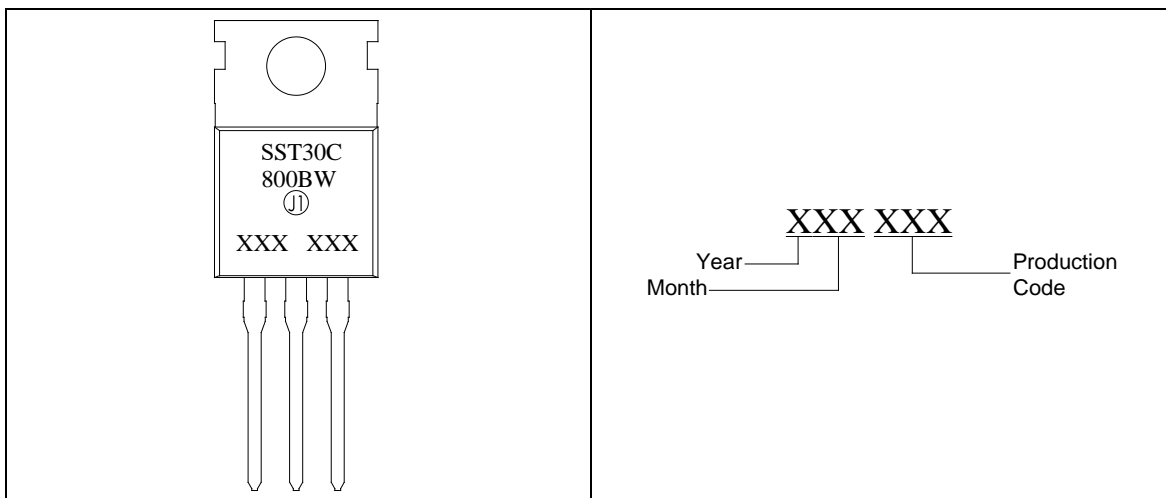 SST30C
800BW
J1
XXX XXX
XXX XXX
Year
Month
Production
Code